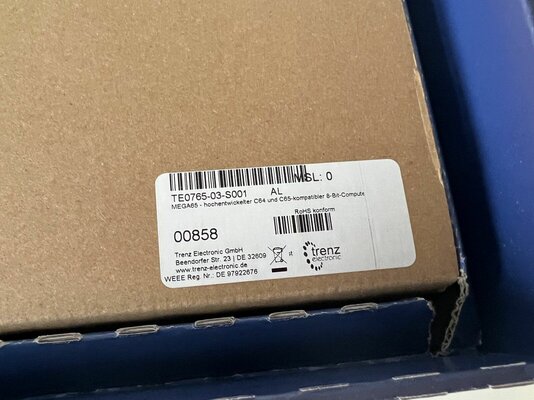 MSL: 0
TE0765-03-S001 AL
MEGA65 - hochentwickelter C64 und C65-kompatibler 8-Bit-Compute
RoHS konform
00858
Trenz Electronic GmbH
Beendorfer Str. 23 | DE 32609
www.trenz-electronic.de
WEEE Reg. Nr.: DE 97922676
trenz
electronic